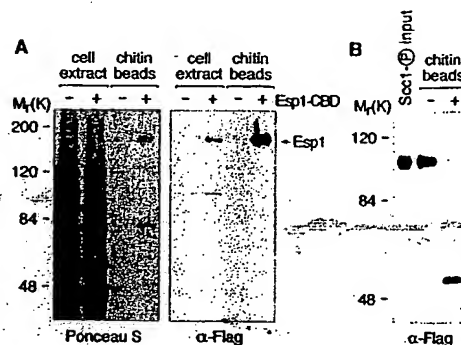 A
cell extract
chitin beads
cell extract
chitin beads
- + - + - + - + Esp1-CBD
Mr(K)
200
120
84
48
Esp1
Ponceau S
α-Flag
B
Scc1-Ⓟ input
chitin beads
- +
Mr(K)
120
84
48
α-Flag